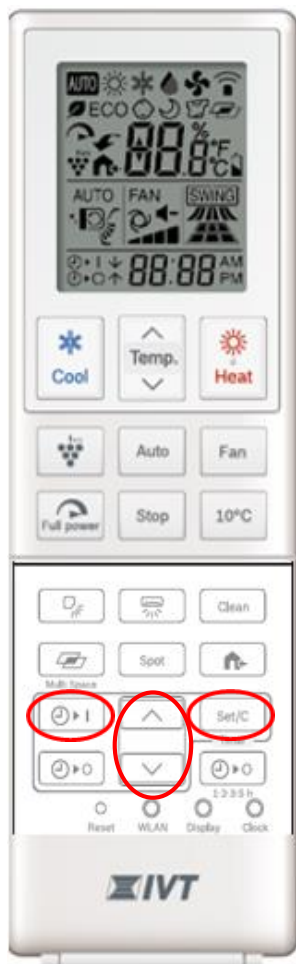 AUTO
ECO
88.8 % °F °C
AUTO FAN SWING
I 88:88 AM
O PM
Cool Temp. Heat
Auto Fan
Full power Stop 10°C
Clean
Spot
Multi Space
I Set/C
O O
1·2·3·5 h
Reset WLAN Display Clock
IVT